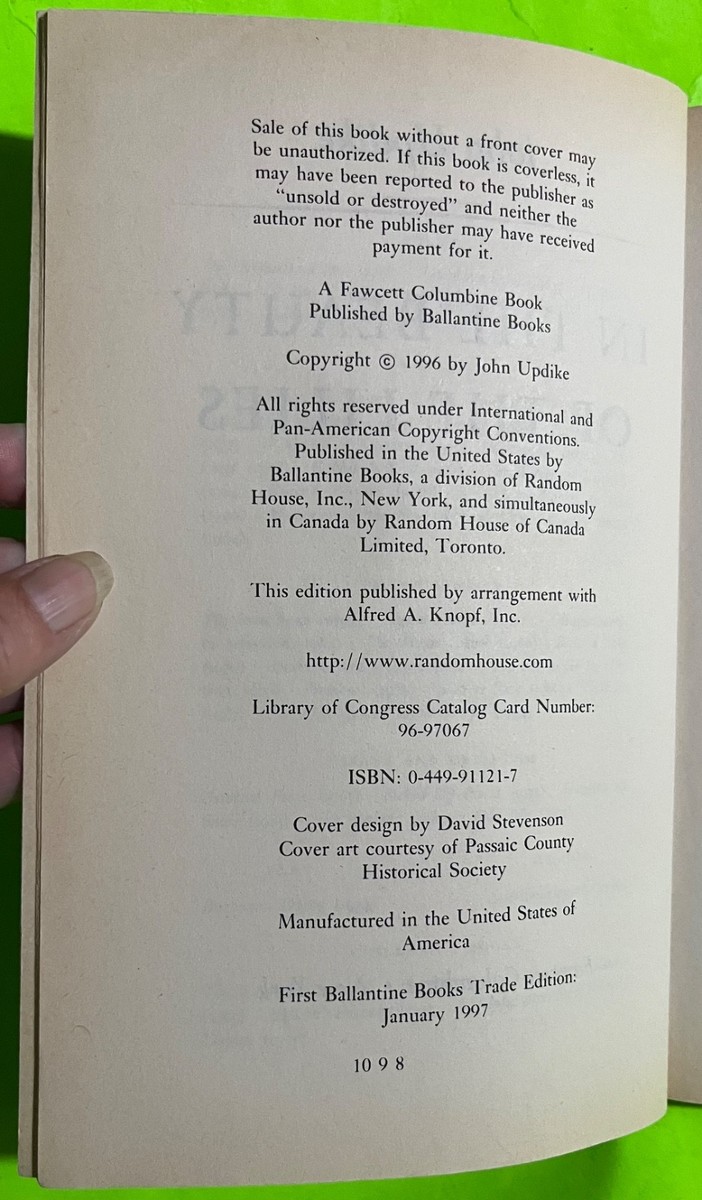 Sale of this book without a front cover may
be unauthorized. If this book is coverless, it
may have been reported to the publisher as
“unsold or destroyed” and neither the
author nor the publisher may have received
payment for it.
A Fawcett Columbine Book
Published by Ballantine Books
Copyright © 1996 by John Updike
All rights reserved under International and
Pan-American Copyright Conventions.
Published in the United States by
Ballantine Books, a division of Random
House, Inc., New York, and simultaneously
in Canada by Random House of Canada
Limited, Toronto.
This edition published by arrangement with
Alfred A. Knopf, Inc.
http://www.randomhouse.com
Library of Congress Catalog Card Number:
96-97067
ISBN: 0-449-91121-7
Cover design by David Stevenson
Cover art courtesy of Passaic County
Historical Society
Manufactured in the United States of
America
First Ballantine Books Trade Edition:
January 1997
10 9 8